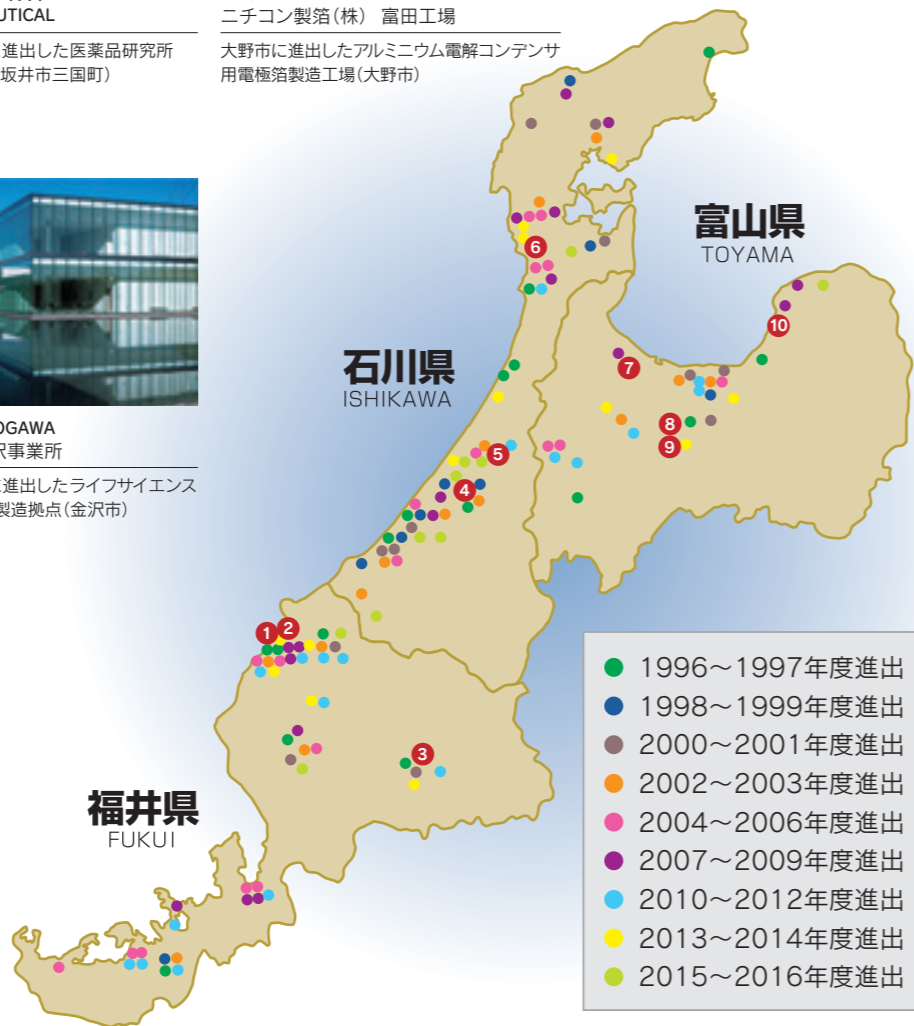 UTICAL
進出した医薬品研究所
坂井市三国町）
ニチコン製箔（株） 富田工場
大野市に進出したアルミニウム電解コンデンサ
用電極箔製造工場（大野市）
OGAWA
沢事業所
進出したライフサイエンス
製造拠点（金沢市）
富山県
TOYAMA
石川県
ISHIKAWA
福井県
FUKUI
6
10
7
8
9
5
4
1
2
3
1996～1997年度進出
1998～1999年度進出
2000～2001年度進出
2002～2003年度進出
2004～2006年度進出
2007～2009年度進出
2010～2012年度進出
2013～2014年度進出
2015～2016年度進出